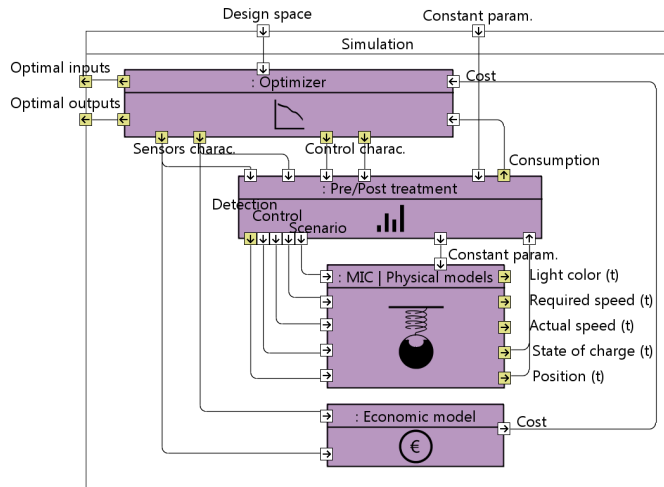 Design space
Constant param.
Simulation
Optimal inputs
: Optimizer
Cost
Optimal outputs
Sensors charac.
Control charac.
Consumption
: Pre/Post treatment
Detection
Control
Scenario
Constant param.
: MIC | Physical models
Light color (t)
Required speed (t)
Actual speed (t)
State of charge (t)
Position (t)
: Economic model
Cost
€